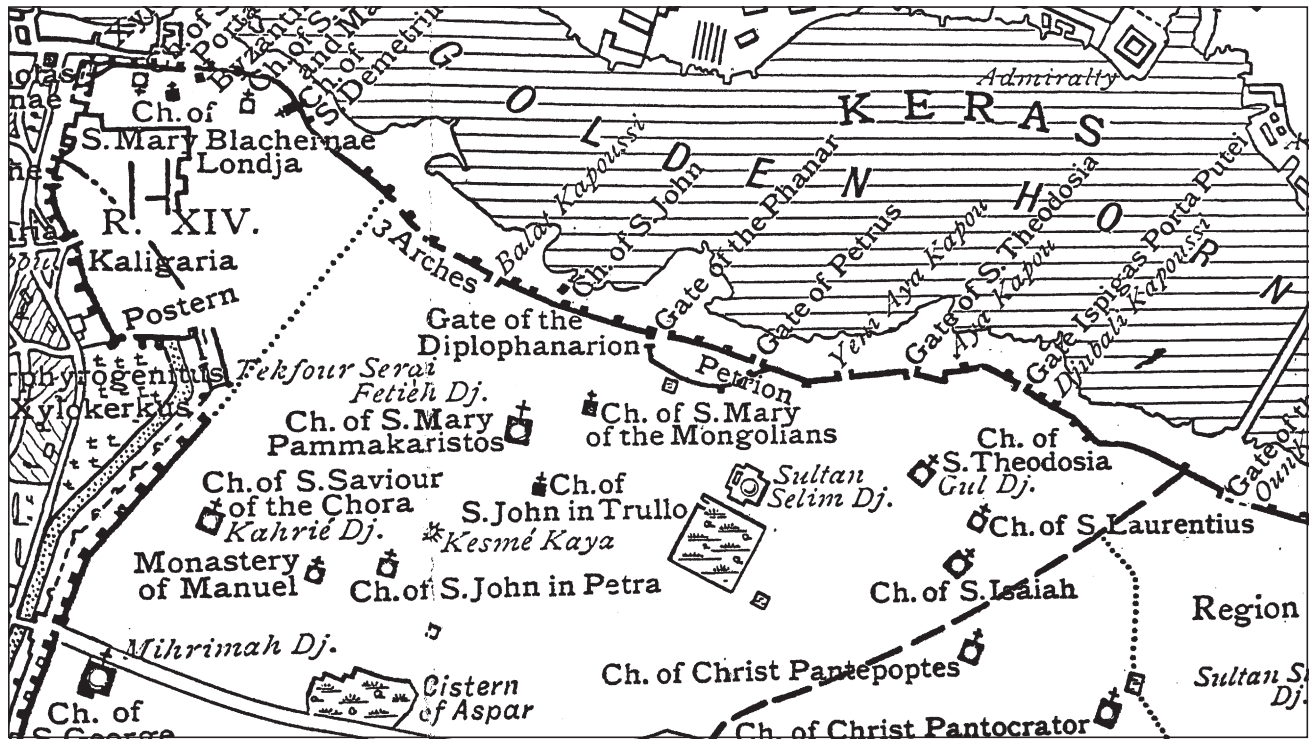 Ch. of
S. Demetrius
Admiralty
KERAS
GOLDEN HORN
Ch. of
S. Mary Blachernae
Londja
R. XIV.
Kaligaria
Postern
3 Arches
Balat Kapoussi
Ch. of S. John
Gate of the Phanar
Gate of Petrus
Yeni Aya Kapou
Gate of S. Theodosia
Aya Kapou
Gate Ispigas Porta Putei
Djubali Kapoussi
Gate of the
Diplophanarion
Petrion
Tekfour Serai
Fetieh Dj.
Xylokerkus
Ch. of S. Mary
Pammakaristos
Ch. of S. Mary
of the Mongolians
Ch. of
S. Theodosia
Gul Dj.
Gate of
Ch. of S. Saviour
of the Chora
Kahrié Dj.
Ch. of
S. John in Trullo
Kesmé Kaya
Sultan
Selim Dj.
Ch. of S. Laurentius
Monastery
of Manuel
Ch. of S. John in Petra
Ch. of S. Isaiah
Region
Mihrimah Dj.
Cistern
of Aspar
Ch. of Christ Pantepoptes
Sultan
Dj.
Ch. of
S. George
Ch. of Christ Pantocrator